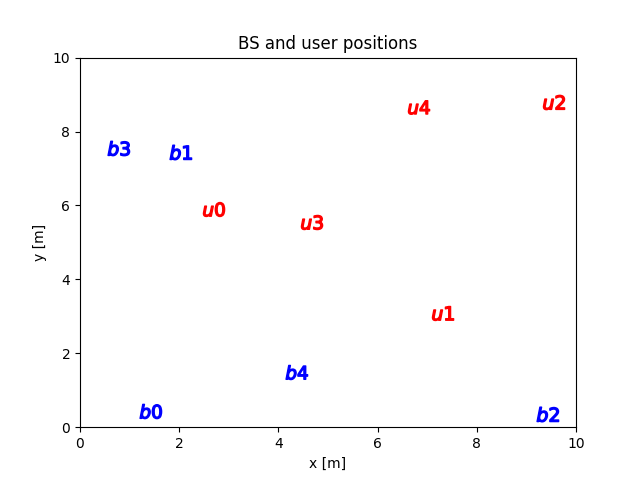 BS and user positions
10
u4
u2
8
b3
b1
6
u0
u3
y [m]
4
u1
2
b4
b0
b2
0
0 2 4 6 8 10
x [m]